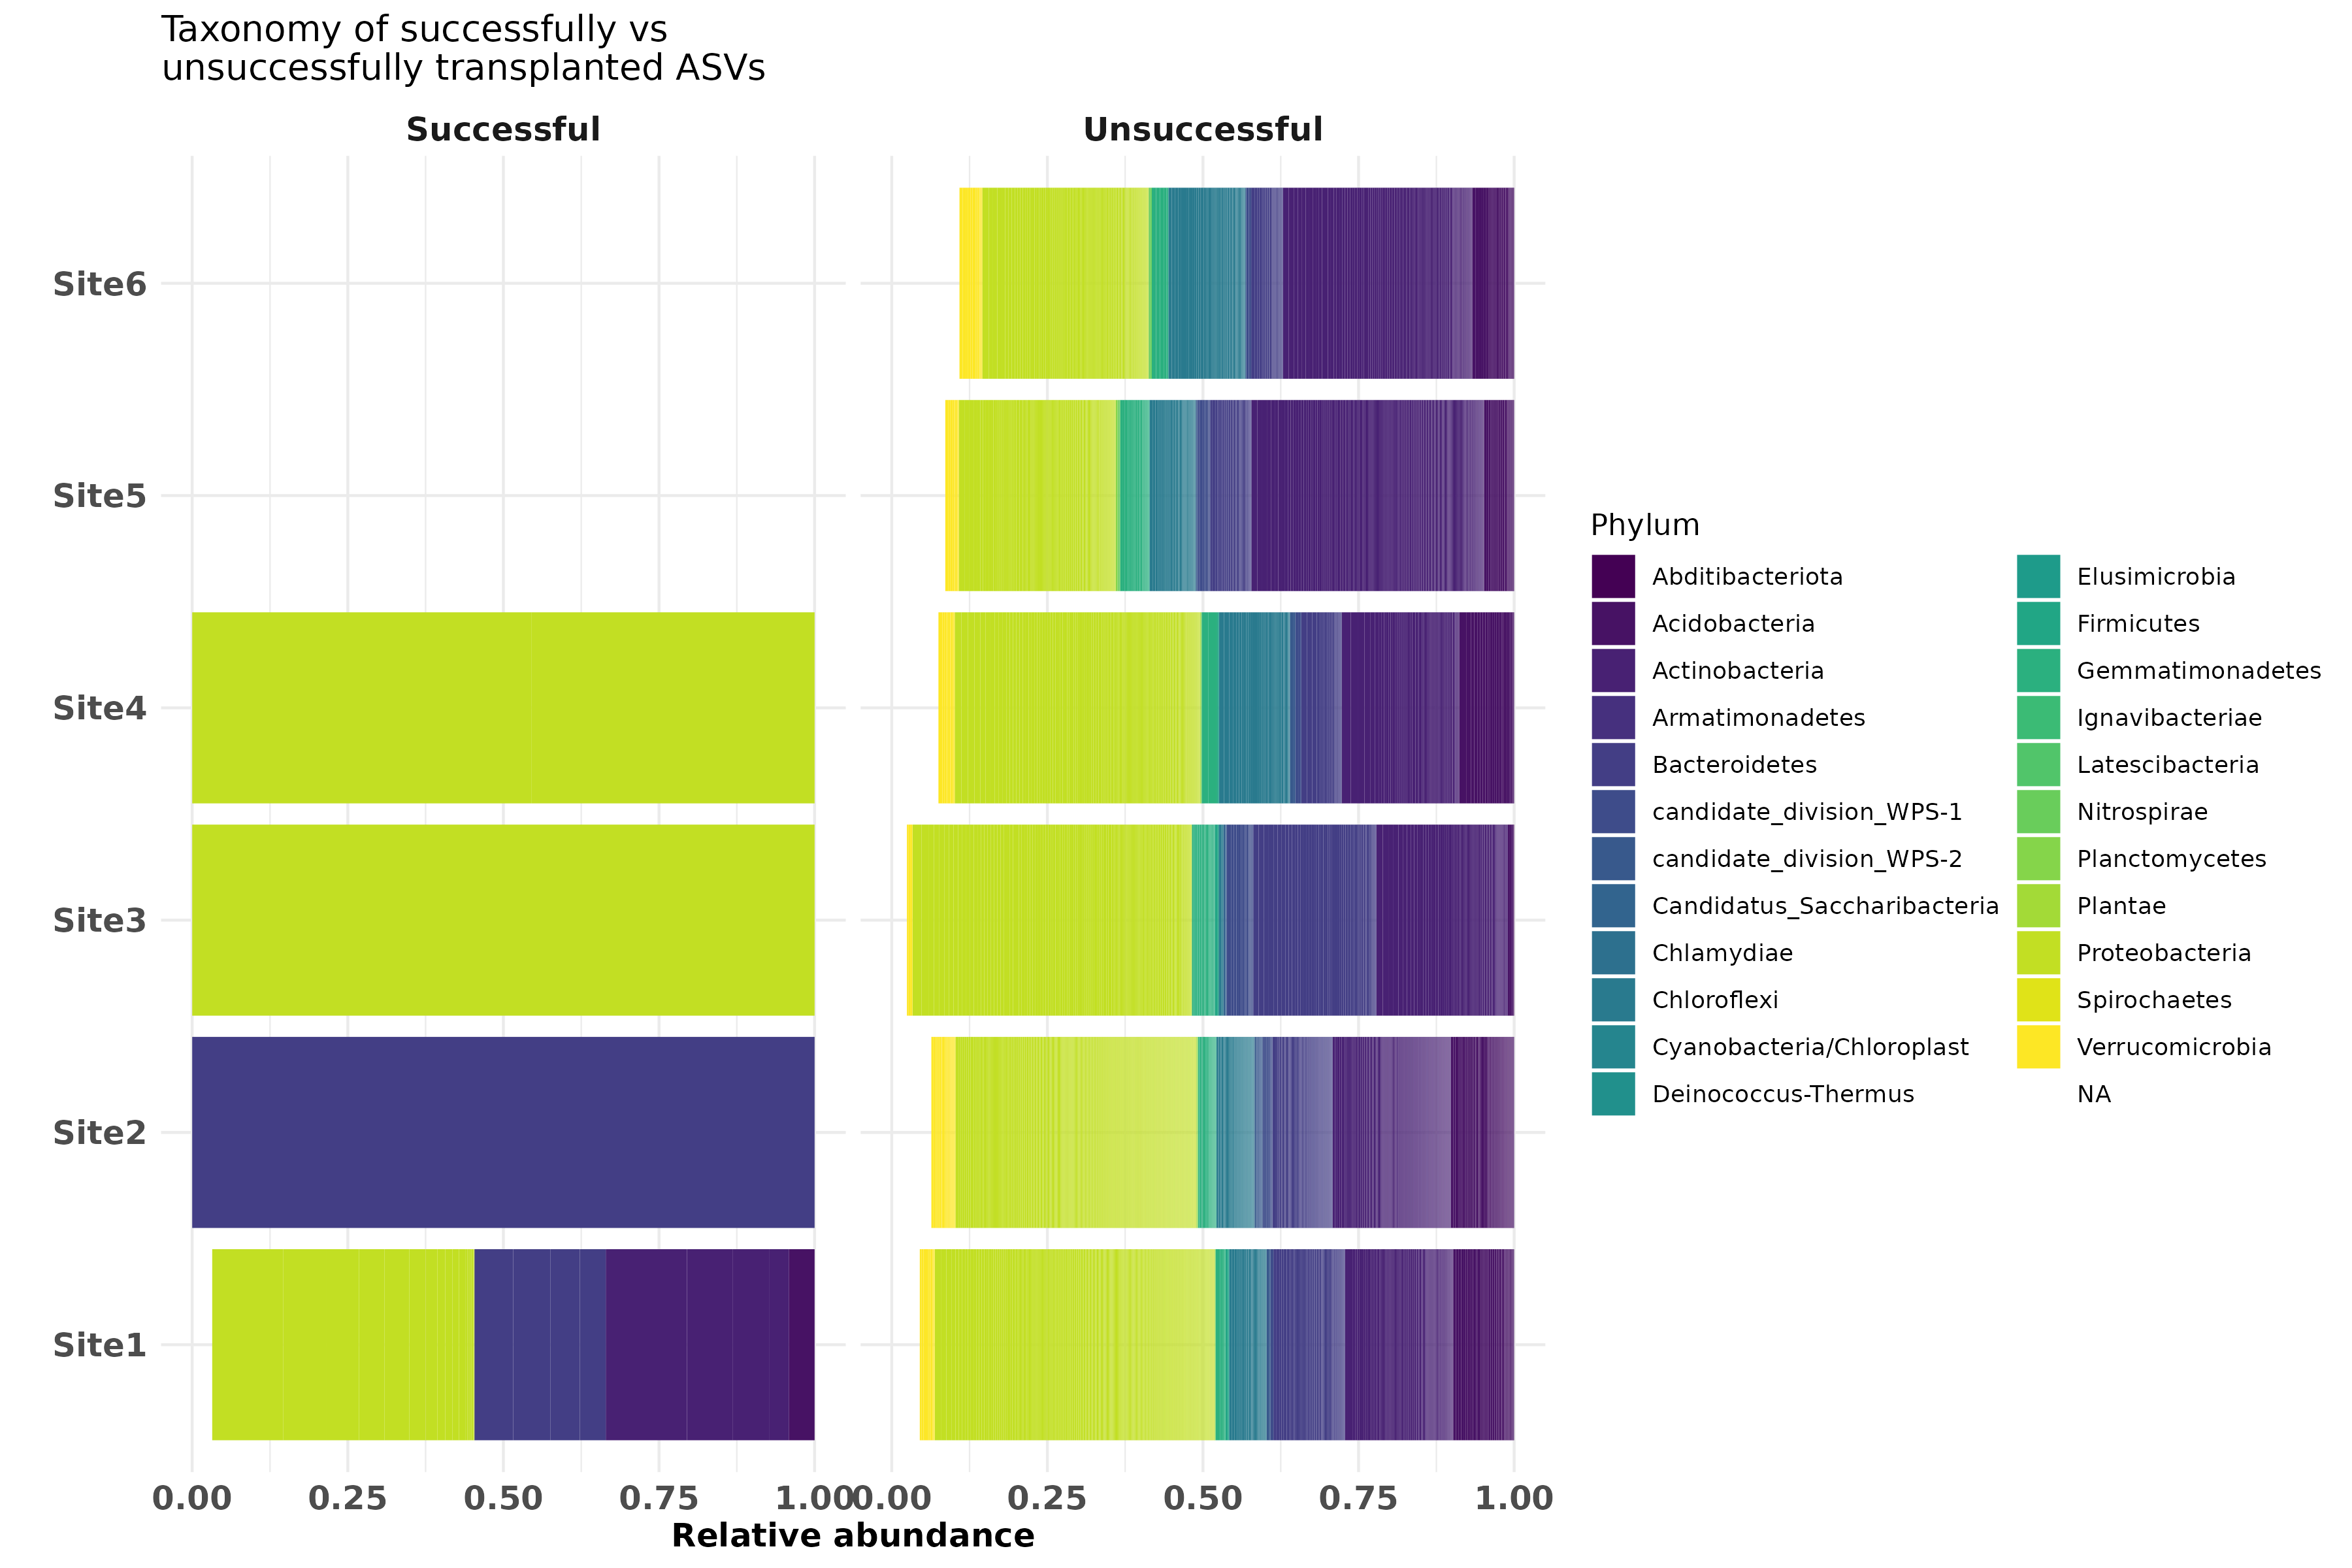 Taxonomy of successfully vs
unsuccessfully transplanted ASVs
Successful
Unsuccessful
Site6
Site5
Site4
Site3
Site2
Site1
0.00 0.25 0.50 0.75 1.00
0.00 0.25 0.50 0.75 1.00
Relative abundance
Phylum
Abditibacteriota
Acidobacteria
Actinobacteria
Armatimonadetes
Bacteroidetes
candidate_division_WPS-1
candidate_division_WPS-2
Candidatus_Saccharibacteria
Chlamydiae
Chloroflexi
Cyanobacteria/Chloroplast
Deinococcus-Thermus
Elusimicrobia
Firmicutes
Gemmatimonadetes
Ignavibacteriae
Latescibacteria
Nitrospirae
Planctomycetes
Plantae
Proteobacteria
Spirochaetes
Verrucomicrobia
NA